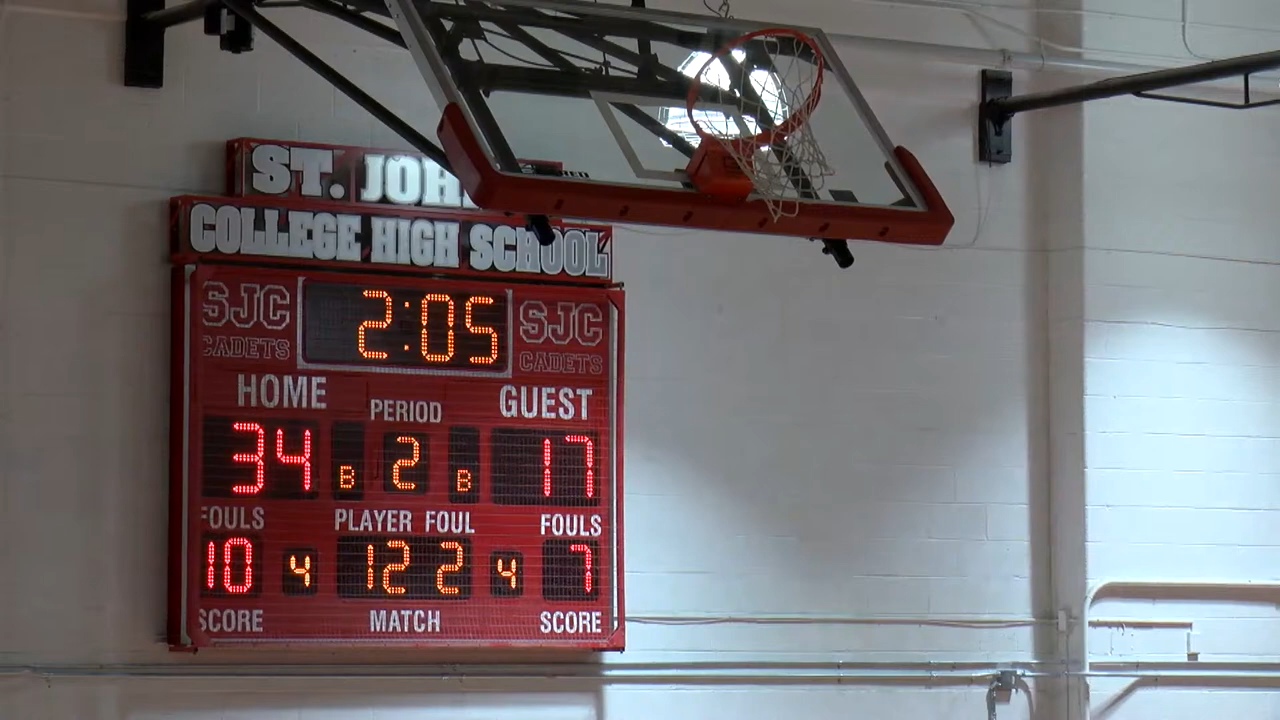 ST. JOH
COLLEGE HIGH SCHOOL
SJC 2:05 SJC
CADETS CADETS
HOME PERIOD GUEST
34 B 2 B 17
FOULS PLAYER FOUL FOULS
10 4 12 2 4 7
SCORE MATCH SCORE